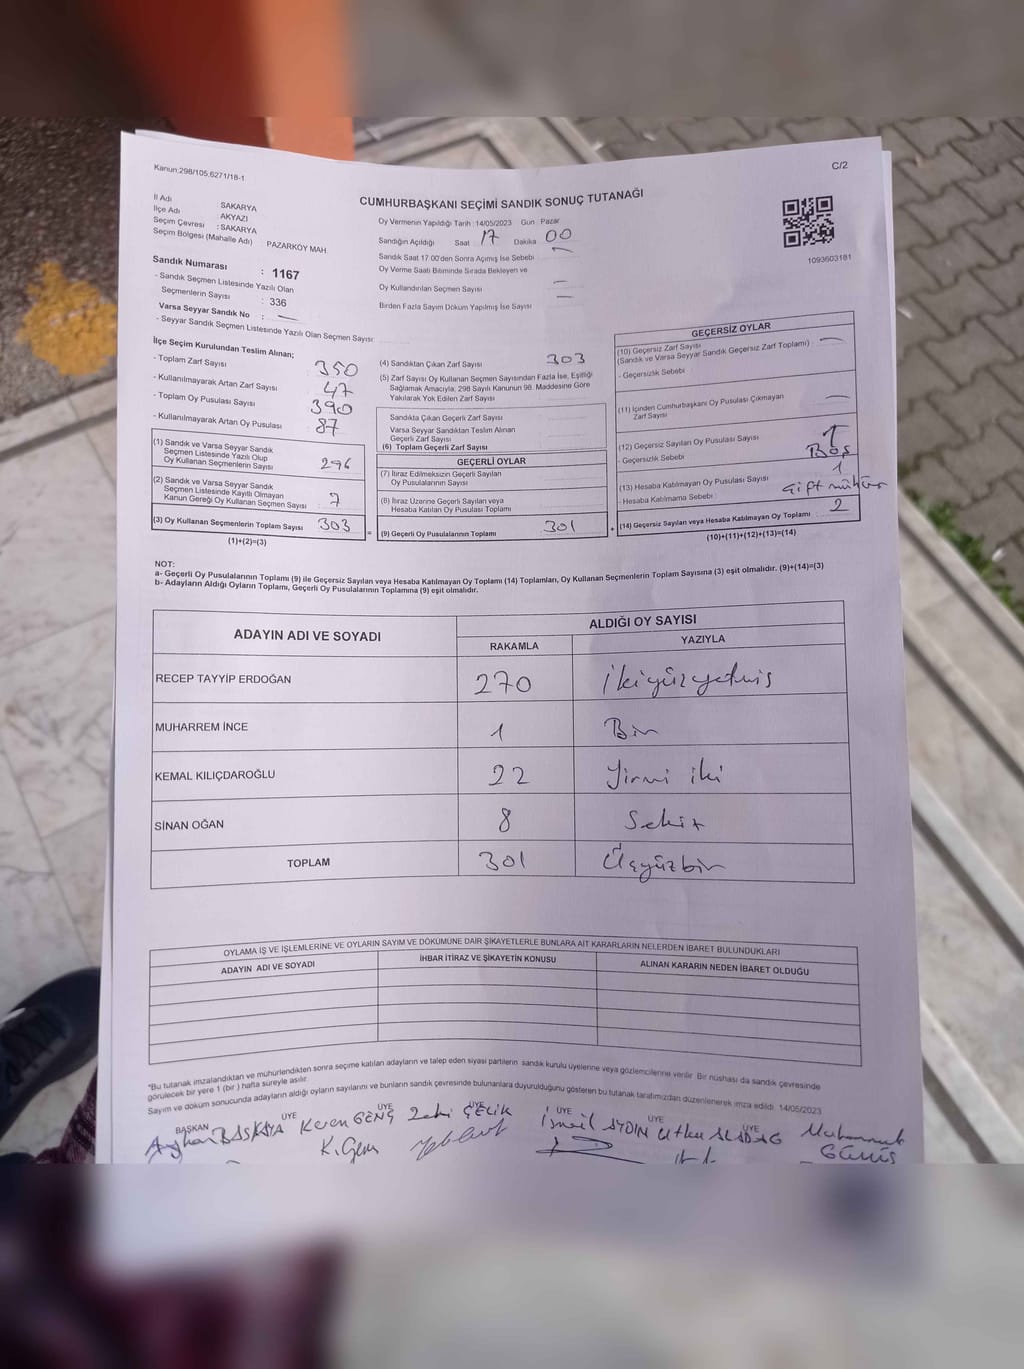 Kanun:298/105,6271/18-1
C/2
CUMHURBAŞKANI SEÇİMİ SANDIK SONUÇ TUTANAĞI
İl Adı SAKARYA
İlçe Adı : AKYAZI
Seçim Çevresi : SAKARYA
Seçim Bölgesi (Mahalle Adı) : PAZARKÖY MAH.
Oy Vermenin Yapıldığı Tarih : 14/05/2023 Gün : Pazar
Sandığın Açıldığı Saat 17 Dakika 00
Sandık Saat 17.00'den Sonra Açımış İse Sebebi
Oy Verme Saati Bitiminde Sırada Bekleyen ve
Oy Kullandırılan Seçmen Sayısı —
Birden Fazla Sayım Döküm Yapılmış İse Sayısı —
1093603181
Sandık Numarası : 1167
- Sandık Seçmen Listesinde Yazılı Olan
Seçmenlerin Sayısı : 336
Varsa Seyyar Sandık No : —
- Seyyar Sandık Seçmen Listesinde Yazılı Olan Seçmen Sayısı:
İlçe Seçim Kurulundan Teslim Alınan;
- Toplam Zarf Sayısı 350
- Kullanılmayarak Artan Zarf Sayısı 47
- Toplam Oy Pusulası Sayısı 390
- Kullanılmayarak Artan Oy Pusulası 87
(1) Sandık ve Varsa Seyyar Sandık
Seçmen Listesinde Yazılı Olup
Oy Kullanan Seçmenlerin Sayısı 296
(2) Sandık ve Varsa Seyyar Sandık
Seçmen Listesinde Kayıtlı Olmayan
Kanun Gereği Oy Kullanan Seçmen Sayısı 7
(3) Oy Kullanan Seçmenlerin Toplam Sayısı 303
(1)+(2)=(3)
(4) Sandıktan Çıkan Zarf Sayısı 303
(5) Zarf Sayısı Oy Kullanan Seçmen Sayısından Fazla İse, Eşitliği
Sağlamak Amacıyla, 298 Sayılı Kanunun 98. Maddesine Göre
Yakılarak Yok Edilen Zarf Sayısı
Sandıkta Çıkan Geçerli Zarf Sayısı
Varsa Seyyar Sandıktan Teslim Alınan
Geçerli Zarf Sayısı
(6) Toplam Geçerli Zarf Sayısı
GEÇERLİ OYLAR
(7) İtiraz Edilmeksizin Geçerli Sayılan
Oy Pusulalarının Sayısı
(8) İtiraz Üzerine Geçerli Sayılan veya
Hesaba Katılan Oy Pusulası Toplamı
= (9) Geçerli Oy Pusulalarının Toplamı 301
GEÇERSİZ OYLAR
(10) Geçersiz Zarf Sayısı
(Sandık ve Varsa Seyyar Sandık Geçersiz Zarf Toplamı) : —
- Geçersizlik Sebebi
(11) İçinden Cumhurbaşkanı Oy Pusulası Çıkmayan
Zarf Sayısı —
(12) Geçersiz Sayılan Oy Pusulası Sayısı 1
- Geçersizlik Sebebi Boş
(13) Hesaba Katılmayan Oy Pusulası Sayısı 1
- Hesaba Katılmama Sebebi : Çift mühür
+ (14) Geçersiz Sayılan veya Hesaba Katılmayan Oy Toplamı 2
(10)+(11)+(12)+(13)=(14)
NOT:
a- Geçerli Oy Pusulalarının Toplamı (9) ile Geçersiz Sayılan veya Hesaba Katılmayan Oy Toplamı (14) Toplamları, Oy Kullanan Seçmenlerin Toplam Sayısına (3) eşit olmalıdır. (9)+(14)=(3)
b- Adayların Aldığı Oyların Toplamı, Geçerli Oy Pusulalarının Toplamına (9) eşit olmalıdır.
ADAYIN ADI VE SOYADI ALDIĞI OY SAYISI
RAKAMLA YAZIYLA
RECEP TAYYİP ERDOĞAN 270 ikiyüzyetmiş
MUHARREM İNCE 1 Bir
KEMAL KILIÇDAROĞLU 22 Yirmi iki
SİNAN OĞAN 8 Sekiz
TOPLAM 301 Üçyüzbir
OYLAMA İŞ VE İŞLEMLERİNE VE OYLARIN SAYIM VE DÖKÜMÜNE DAİR ŞİKAYETLERLE BUNLARA AİT KARARLARIN NELERDEN İBARET BULUNDUKLARI
ADAYIN ADI VE SOYADI İHBAR İTİRAZ VE ŞİKAYETİN KONUSU ALINAN KARARIN NEDEN İBARET OLDUĞU
"Bu tutanak imzalandıktan ve mühürlendikten sonra seçime katılan adayların ve talep eden siyasi partilerin sandık kurulu üyelerine veya gözlemcilerine verilir. Bir nüshası da sandık çevresinde
görülecek bir yere 1 (bir) hafta süreyle asılır.
Sayım ve döküm sonucunda adayların aldığı oyların sayılarını ve bunların sandık çevresinde bulunanlara duyurulduğunu gösteren bu tutanak tarafımızdan düzenlenerek imza edildi. 14/05/2023
BAŞKAN ÜYE ÜYE ÜYE ÜYE ÜYE
Ayhan BAŞKAYA Kerem GENÇ Zeki ÇELİK İsmail AYDIN Utku ALADAĞ Muhammet
K.Genç GÜMÜŞ